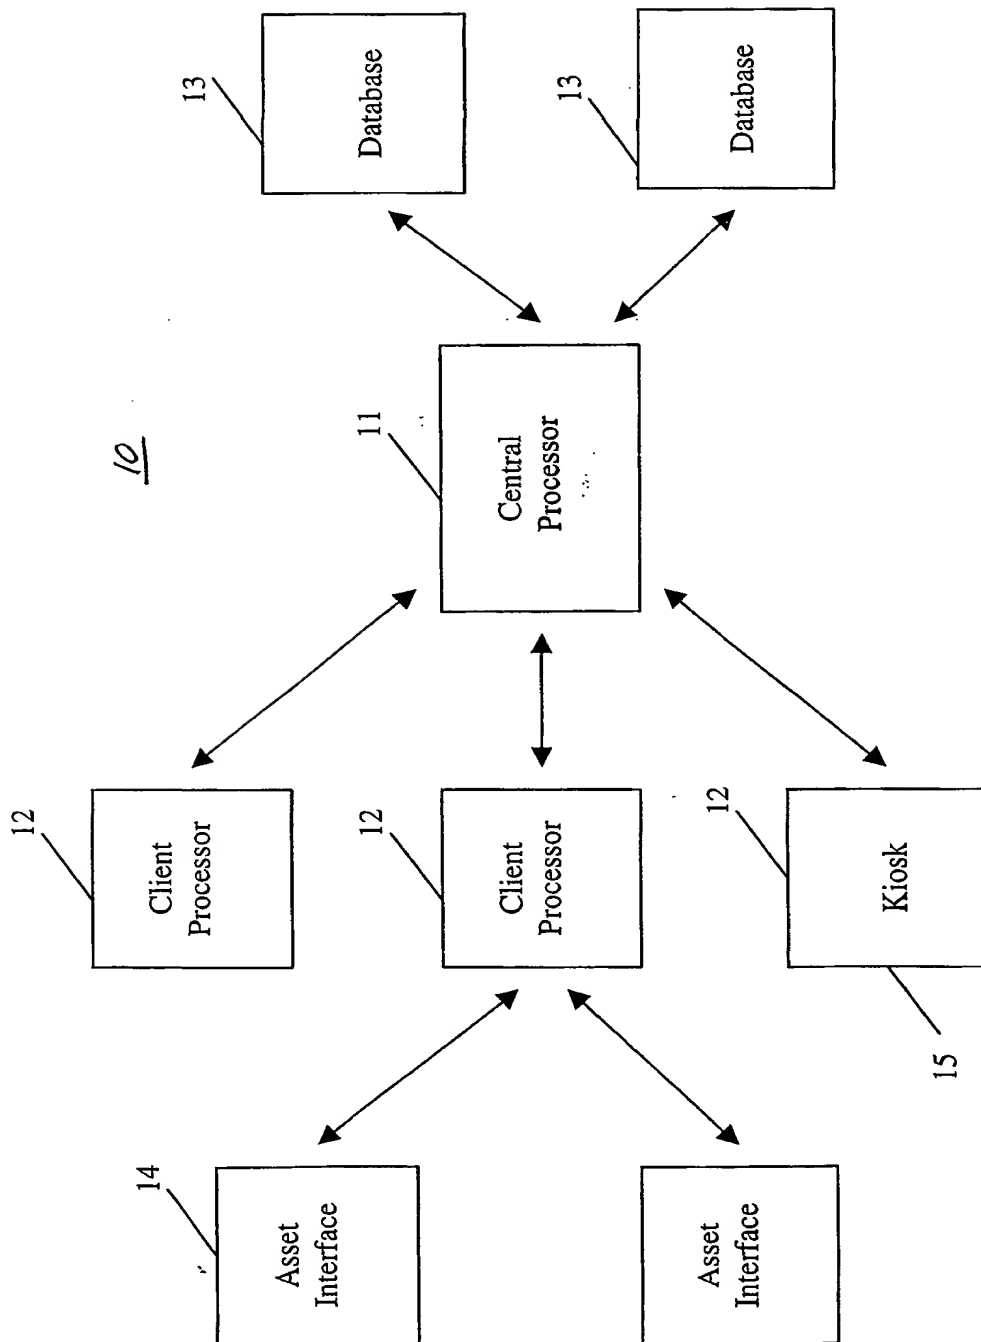 14
Asset
Interface
Asset
Interface
15
12
12
12
Kiosk
Client
Processor
Client
Processor
10
11
Central
Processor
13
13
Database
Database